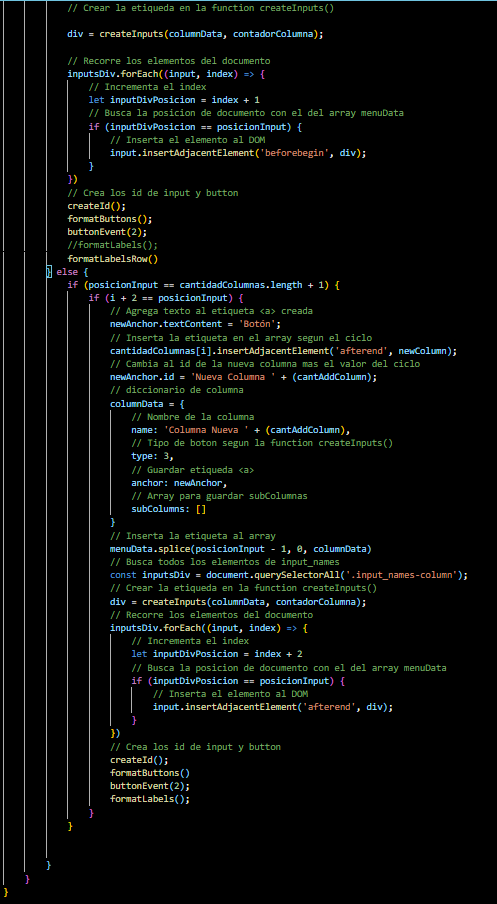 // Crear la etiqueda en la function createInputs()
div = createInputs(columnData, contadorColumna);
// Recorre los elementos del documento
inputsDiv.forEach((input, index) => {
// Incrementa el index
let inputDivPosicion = index + 1
// Busca la posicion de documento con el del array menuData
if (inputDivPosicion == posicionInput) {
// Inserta el elemento al DOM
input.insertAdjacentElement('beforebegin', div);
}
})
// Crea los id de input y button
createId();
formatButtons();
buttonEvent(2);
//formatLabels();
formatLabelsRow()
} else {
if (posicionInput == cantidadColumnas.length + 1) {
if (i + 2 == posicionInput) {
// Agrega texto al etiqueta <a> creada
newAnchor.textContent = 'Botón';
// Inserta la etiqueta en el array segun el ciclo
cantidadColumnas[i].insertAdjacentElement('afterend', newColumn);
// Cambia al id de la nueva columna mas el valor del ciclo
newAnchor.id = 'Nueva Columna ' + (cantAddColumn);
// diccionario de columna
columnData = {
// Nombre de la columna
name: 'Columna Nueva ' + (cantAddColumn),
// Tipo de boton segun la function createInputs()
type: 3,
// Guardar etiqueda <a>
anchor: newAnchor,
// Array para guardar subColumnas
subColumns: []
}
// Inserta la etiqueta al array
menuData.splice(posicionInput - 1, 0, columnData)
// Busca todos los elementos de input_names
const inputsDiv = document.querySelectorAll('.input_names-column');
// Crear la etiqueta en la function createInputs()
div = createInputs(columnData, contadorColumna);
// Recorre los elementos del documento
inputsDiv.forEach((input, index) => {
// Incrementa el index
let inputDivPosicion = index + 2
// Busca la posicion de documento con el del array menuData
if (inputDivPosicion == posicionInput) {
// Inserta el elemento al DOM
input.insertAdjacentElement('afterend', div);
}
})
// Crea los id de input y button
createId();
formatButtons()
buttonEvent(2);
formatLabels();
}
}
}
}
}